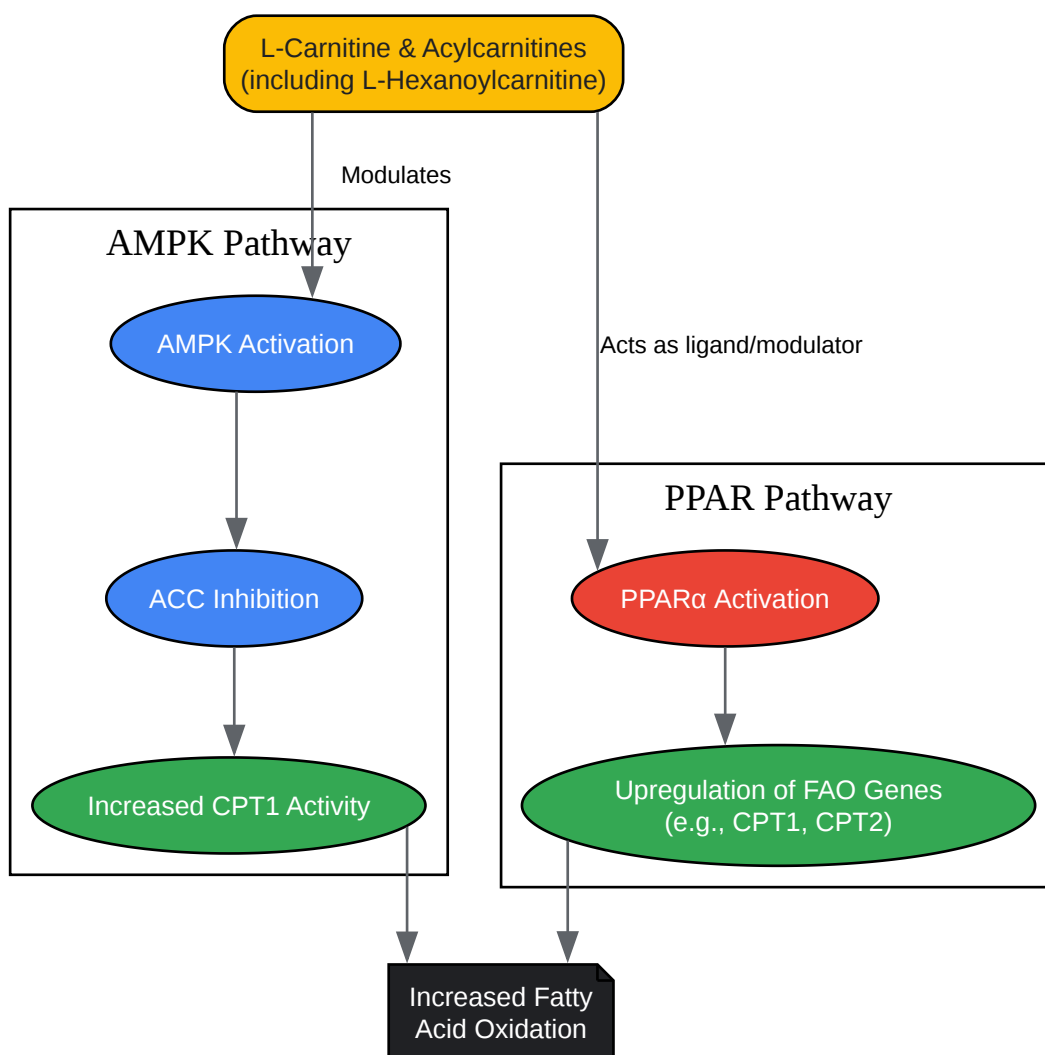 L-Carnitine & Acylcarnitines
(including L-Hexanoylcarnitine)
Modulates
AMPK Pathway
AMPK Activation
Acts as ligand/modulator
PPAR Pathway
ACC Inhibition
PPARα Activation
Increased CPT1 Activity
Upregulation of FAO Genes
(e.g., CPT1, CPT2)
Increased Fatty
Acid Oxidation